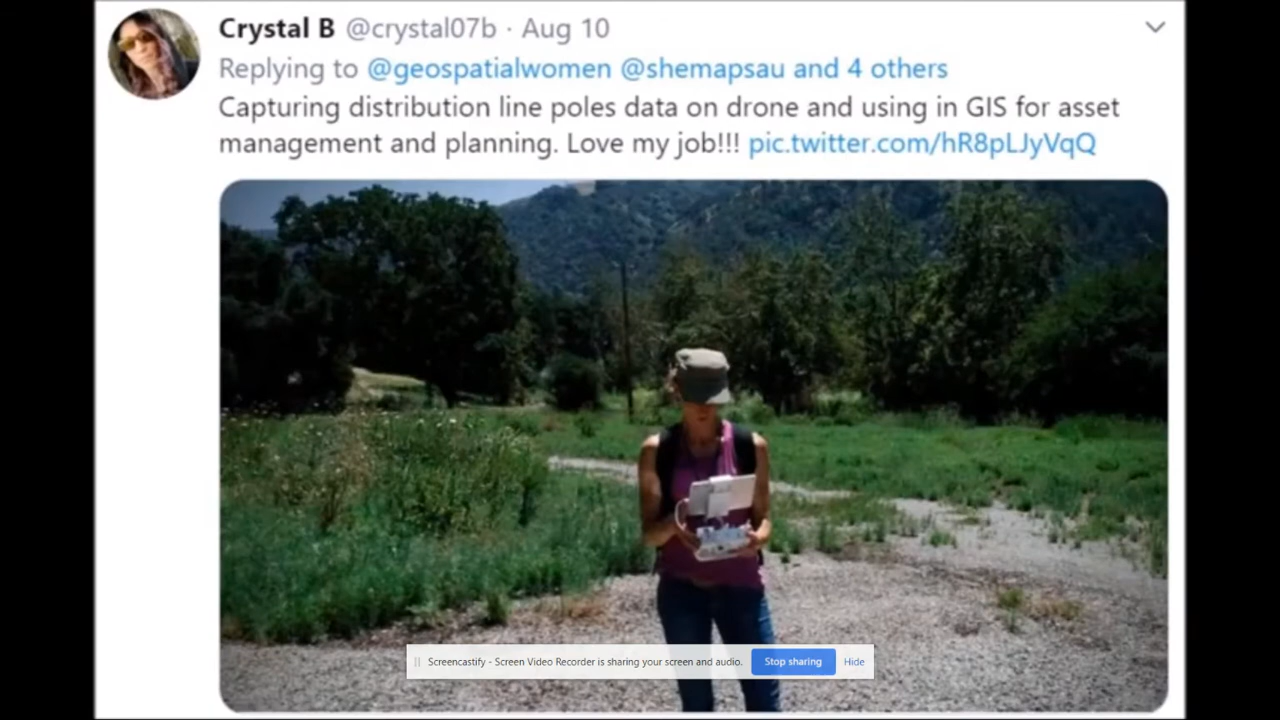 Crystal B @crystal07b · Aug 10
Replying to @geospatialwomen @shemapsau and 4 others
Capturing distribution line poles data on drone and using in GIS for asset
management and planning. Love my job!!! pic.twitter.com/hR8pLJyVqQ
Screencastify - Screen Video Recorder is sharing your screen and audio. Stop sharing Hide